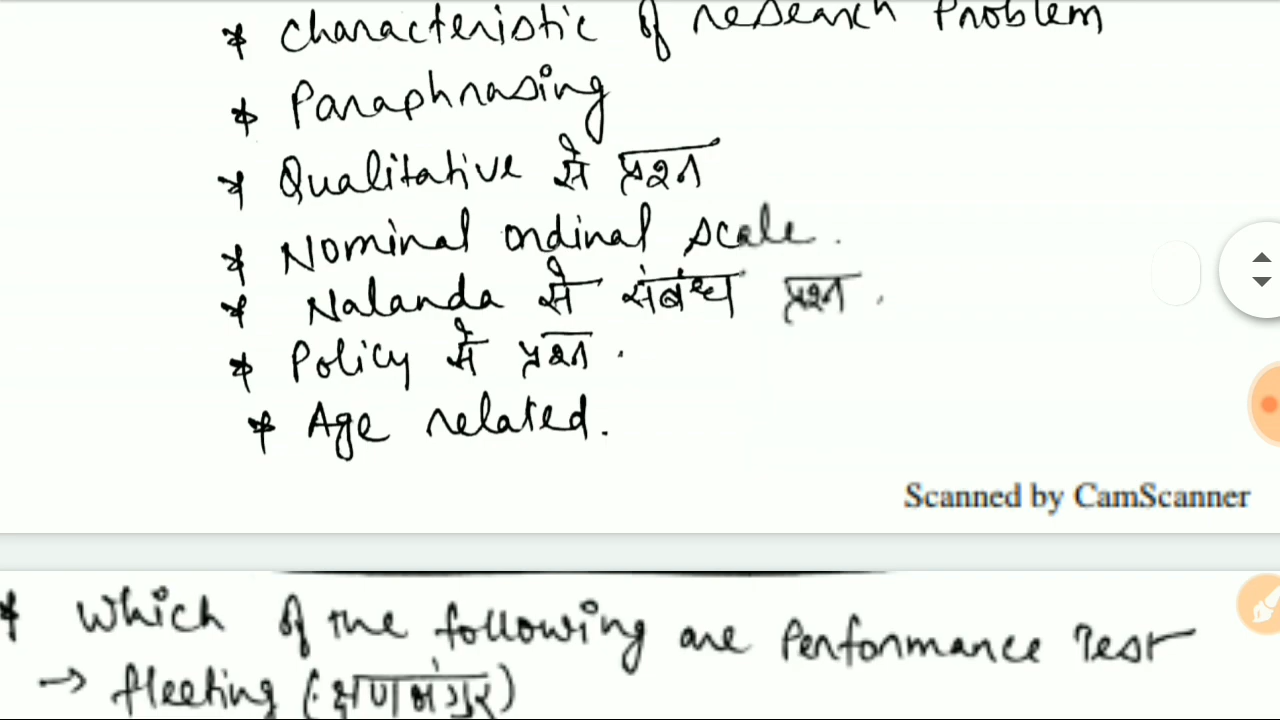 * Characteristic of research Problem
* Paraphrasing
* Qualitative से प्रश्न
* Nominal ordinal scale.
* Nalanda से संबंध प्रश्न.
* Policy से प्रश्न.
* Age related.
Scanned by CamScanner
* Which of the following are Performance Test
→ fleeting (क्षणभंगुर)